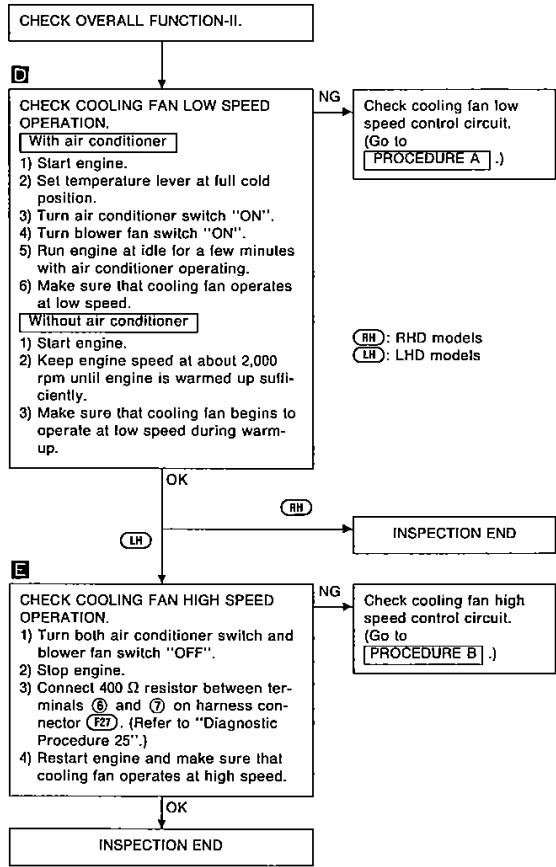 CHECK OVERALL FUNCTION-II.
D
CHECK COOLING FAN LOW SPEED
OPERATION.
With air conditioner
1) Start engine.
2) Set temperature lever at full cold
position.
3) Turn air conditioner switch "ON".
4) Turn blower fan switch "ON".
5) Run engine at idle for a few minutes
with air conditioner operating.
6) Make sure that cooling fan operates
at low speed.
Without air conditioner
1) Start engine.
2) Keep engine speed at about 2,000
rpm until engine is warmed up suffi-
ciently.
3) Make sure that cooling fan begins to
operate at low speed during warm-
up.
NG
Check cooling fan low
speed control circuit.
(Go to
PROCEDURE A .)
RH : RHD models
LH : LHD models
OK
RH
INSPECTION END
LH
E
CHECK COOLING FAN HIGH SPEED
OPERATION.
1) Turn both air conditioner switch and
blower fan switch "OFF".
2) Stop engine.
3) Connect 400 Ω resistor between ter-
minals ⑥ and ⑦ on harness con-
nector F27. (Refer to "Diagnostic
Procedure 25".)
4) Restart engine and make sure that
cooling fan operates at high speed.
NG
Check cooling fan high
speed control circuit.
(Go to
PROCEDURE B .)
OK
INSPECTION END